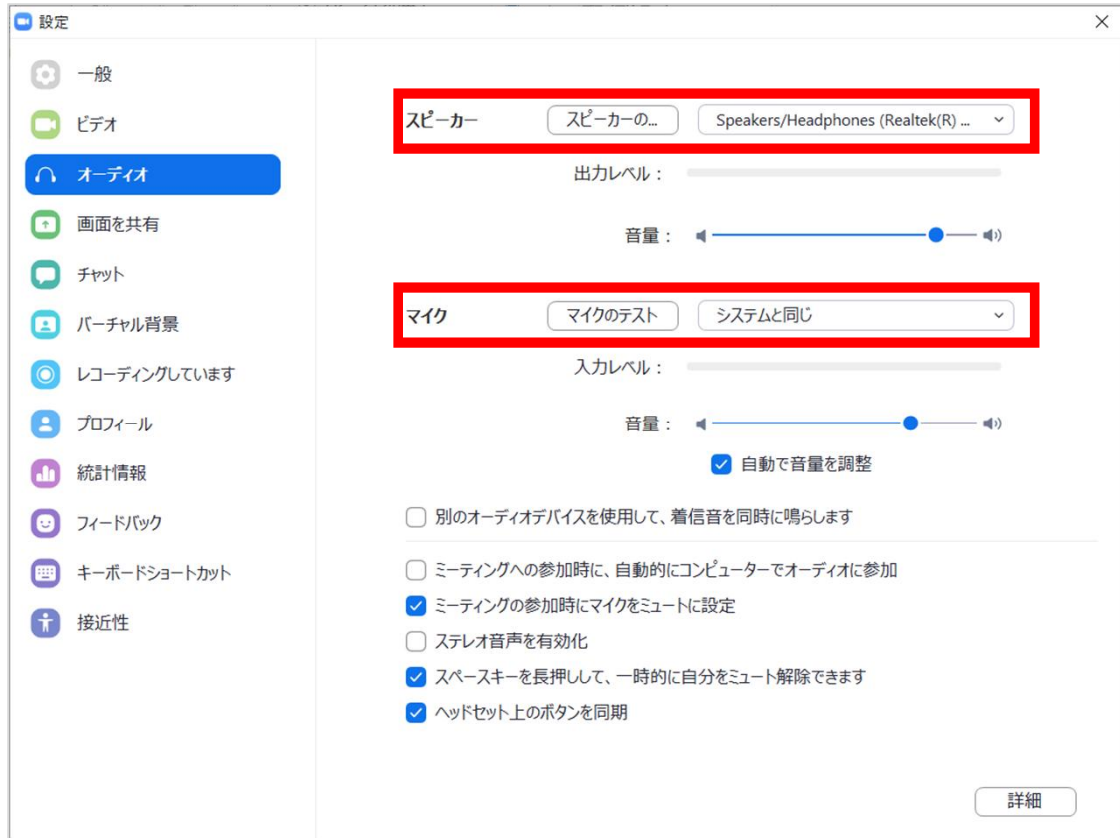 設定
一般
ビデオ
オーディオ
画面を共有
チャット
バーチャル背景
レコーディングしています
プロフィール
統計情報
フィードバック
キーボードショートカット
接近性
スピーカー スピーカーの... Speakers/Headphones (Realtek(R) ...
出力レベル：
音量：
マイク マイクのテスト システムと同じ
入力レベル：
音量：
自動で音量を調整
別のオーディオデバイスを使用して、着信音を同時に鳴らします
ミーティングへの参加時に、自動的にコンピューターでオーディオに参加
ミーティングの参加時にマイクをミュートに設定
ステレオ音声を有効化
スペースキーを長押しして、一時的に自分をミュート解除できます
ヘッドセット上のボタンを同期
詳細